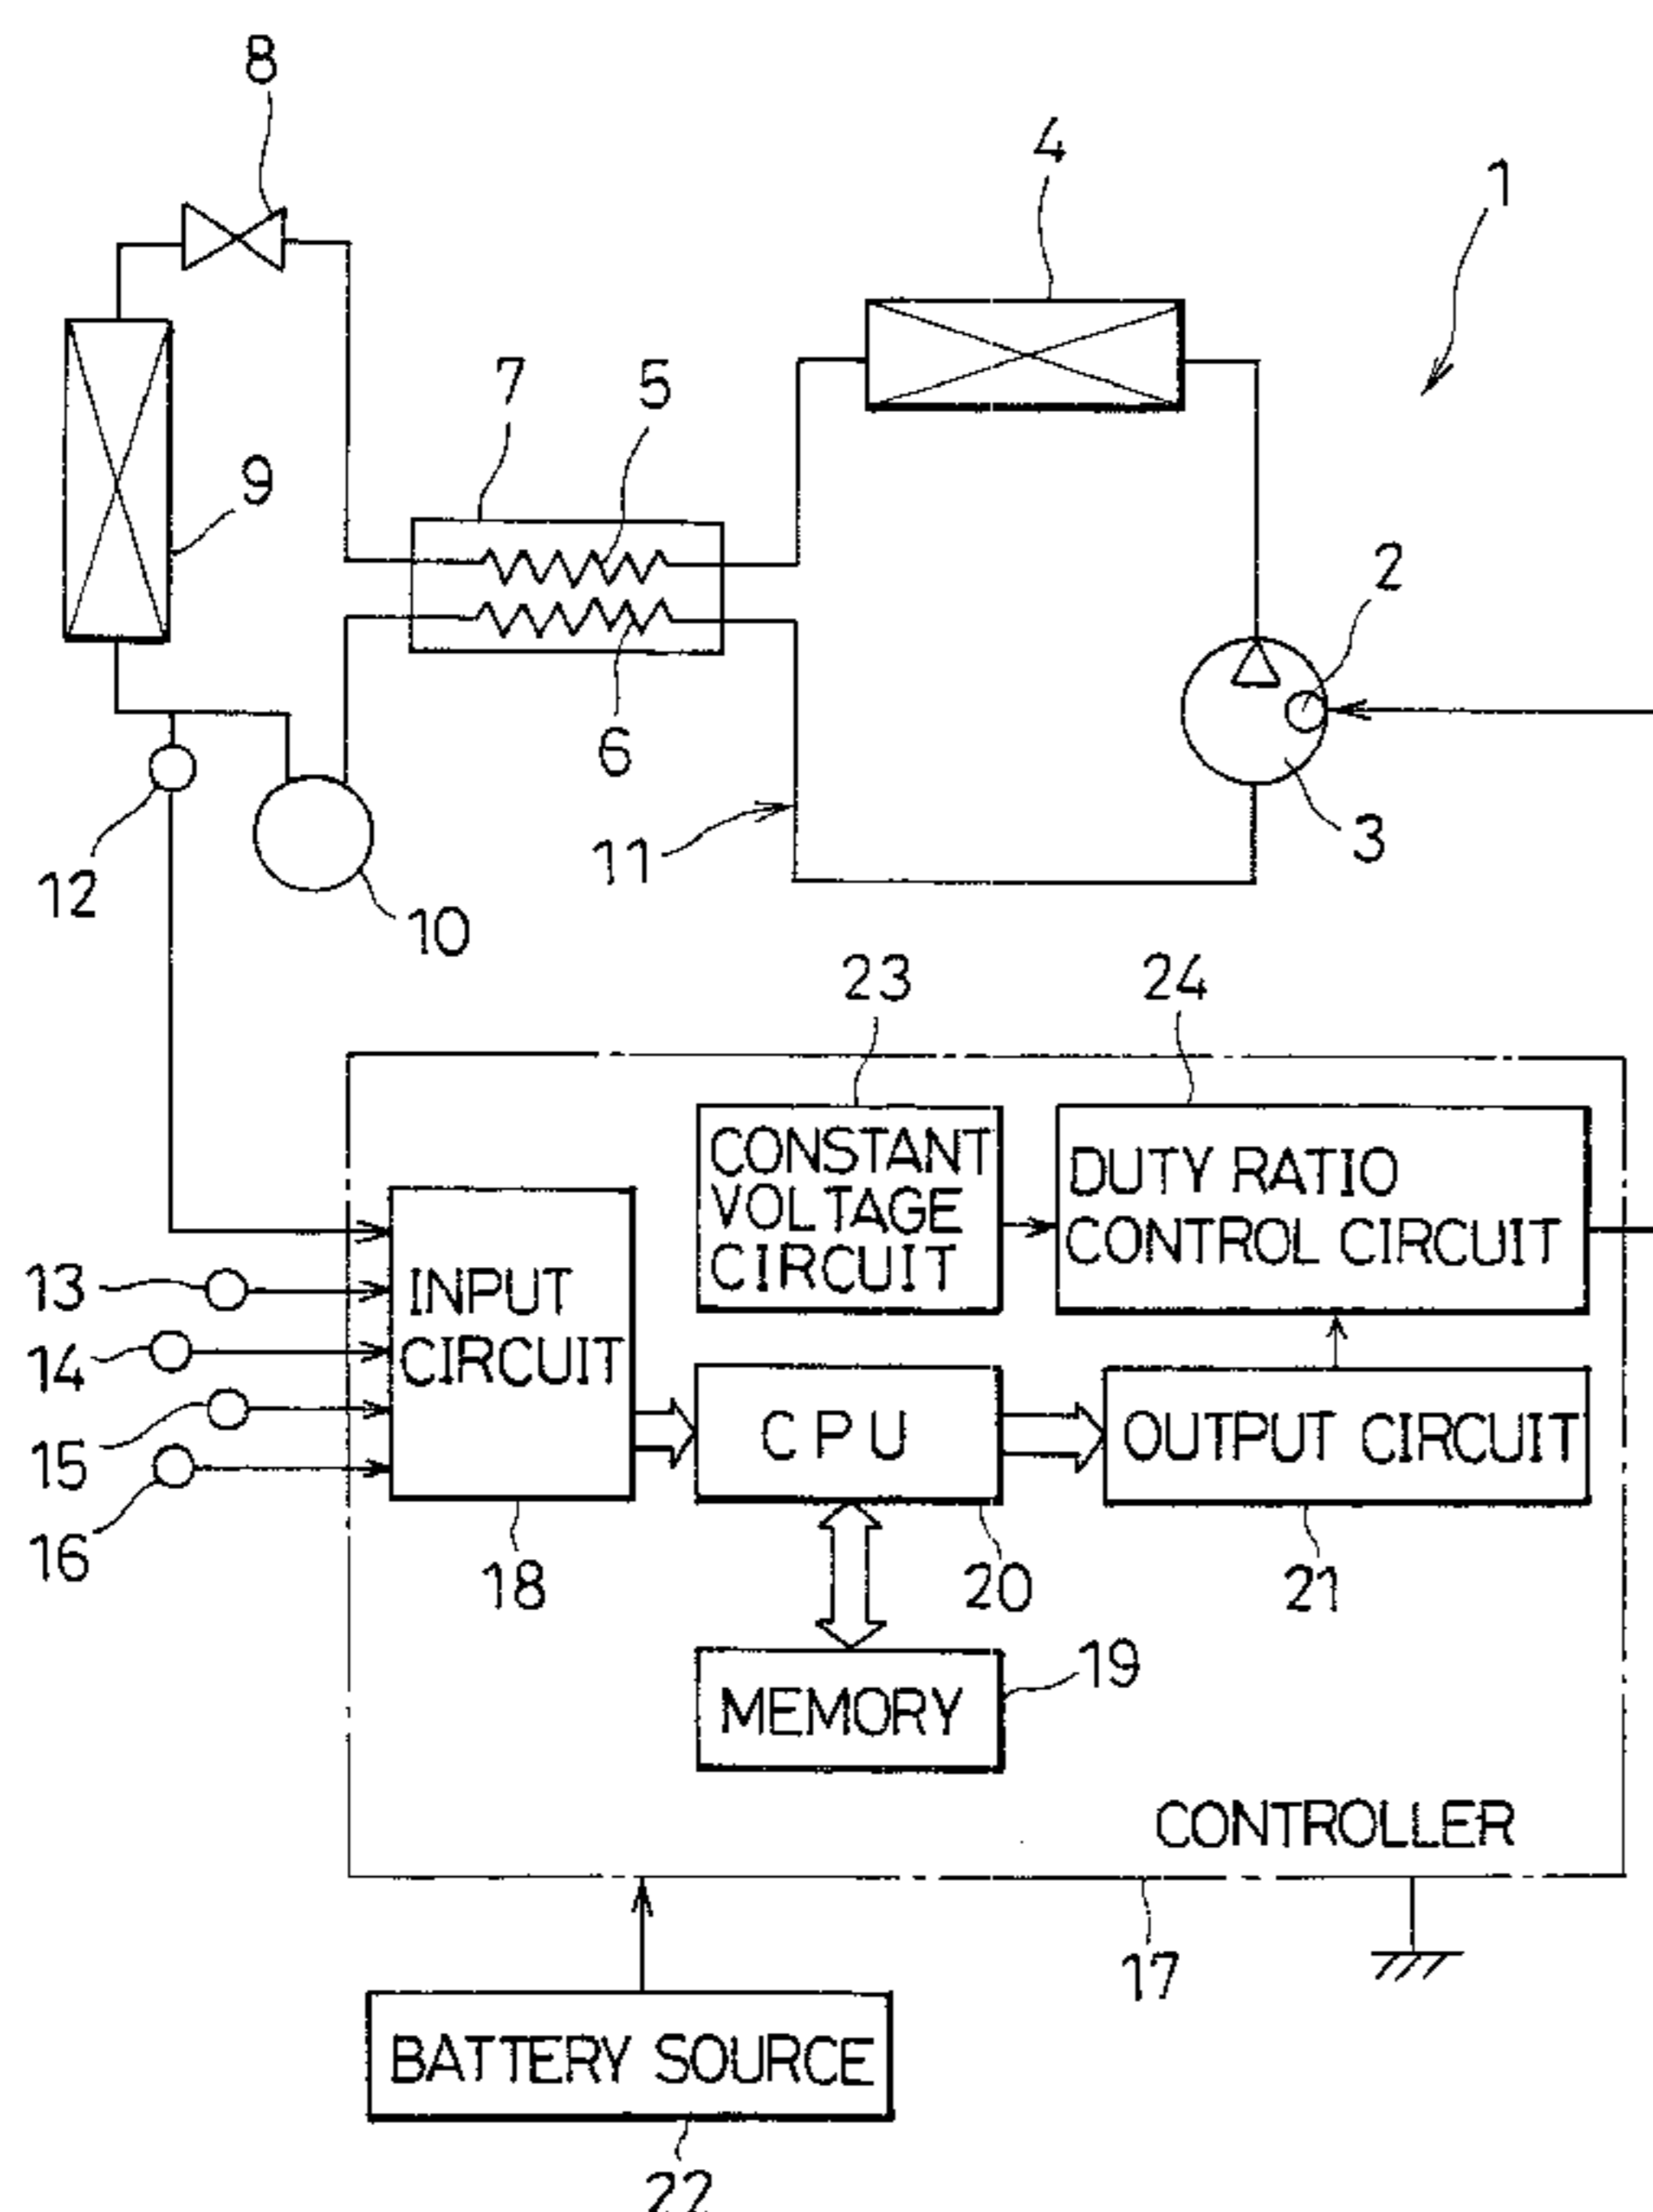 8
4
1
7
5
9
2
6
3
11
12
10
23
24
CONSTANT
VOLTAGE
CIRCUIT
DUTY RATIO
CONTROL CIRCUIT
13
14
15
16
INPUT
CIRCUIT
CPU
OUTPUT CIRCUIT
18
20
21
19
MEMORY
CONTROLLER
17
BATTERY SOURCE
22